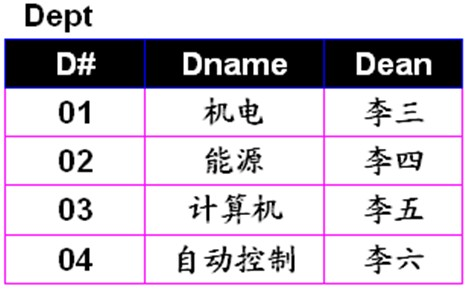 Dept
D# Dname Dean
01 机电 李三
02 能源 李四
03 计算机 李五
04 自动控制 李六